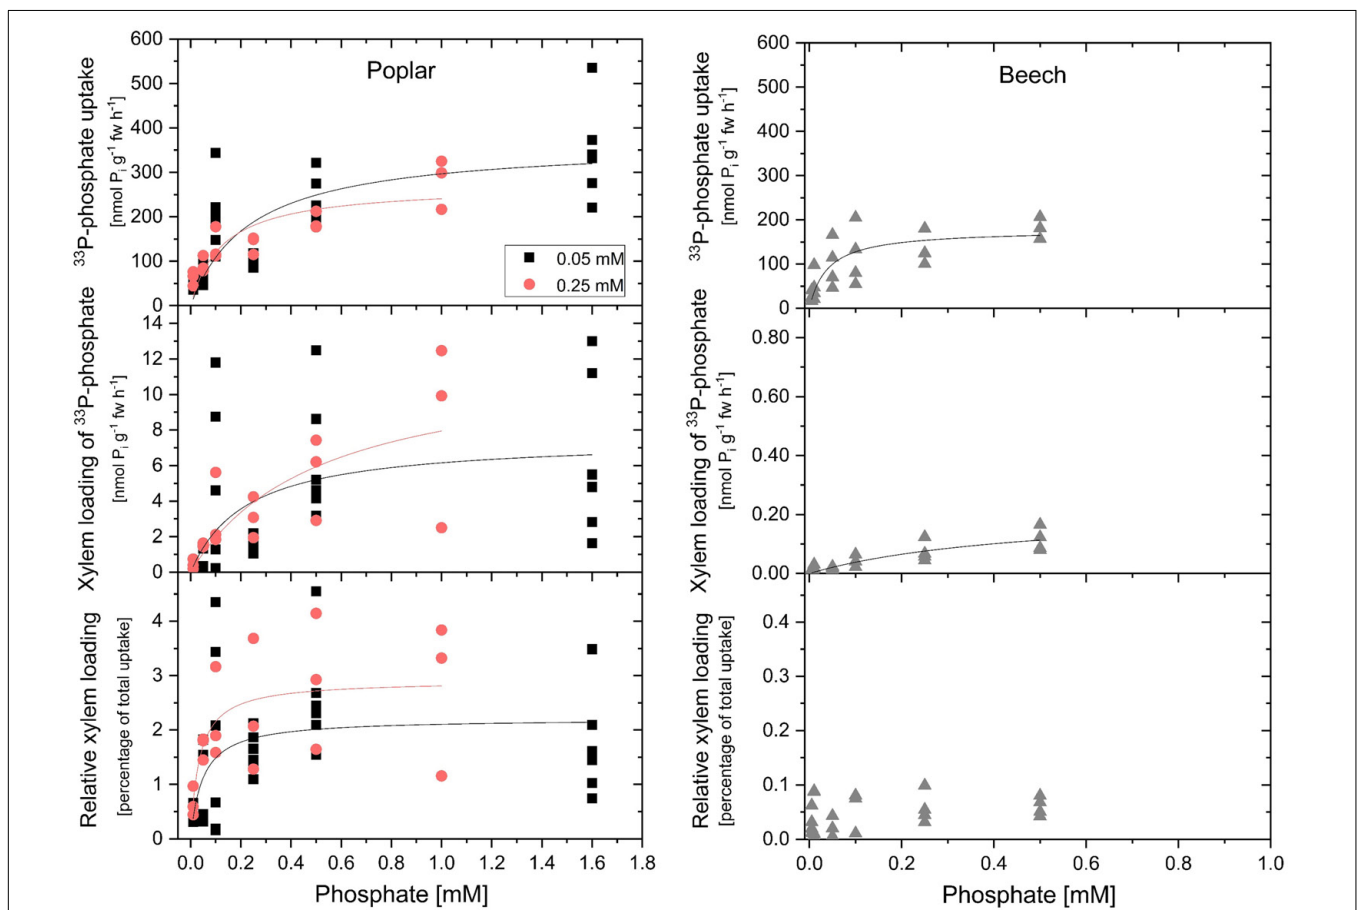 Poplar
³³P-phosphate uptake
[nmol Pᵢ g⁻¹ fw h⁻¹]
600
500
400
300
200
100
0
0.05 mM
0.25 mM
Xylem loading of ³³P-phosphate
[nmol Pᵢ g⁻¹ fw h⁻¹]
14
12
10
8
6
4
2
0
Relative xylem loading
[percentage of total uptake]
4
3
2
1
0
0.0 0.2 0.4 0.6 0.8 1.0 1.2 1.4 1.6 1.8
Phosphate [mM]
Beech
³³P-phosphate uptake
[nmol Pᵢ g⁻¹ fw h⁻¹]
600
500
400
300
200
100
0
Xylem loading of ³³P-phosphate
[nmol Pᵢ g⁻¹ fw h⁻¹]
0.80
0.60
0.40
0.20
0.00
Relative xylem loading
[percentage of total uptake]
0.4
0.3
0.2
0.1
0.0
0.0 0.2 0.4 0.6 0.8 1.0
Phosphate [mM]